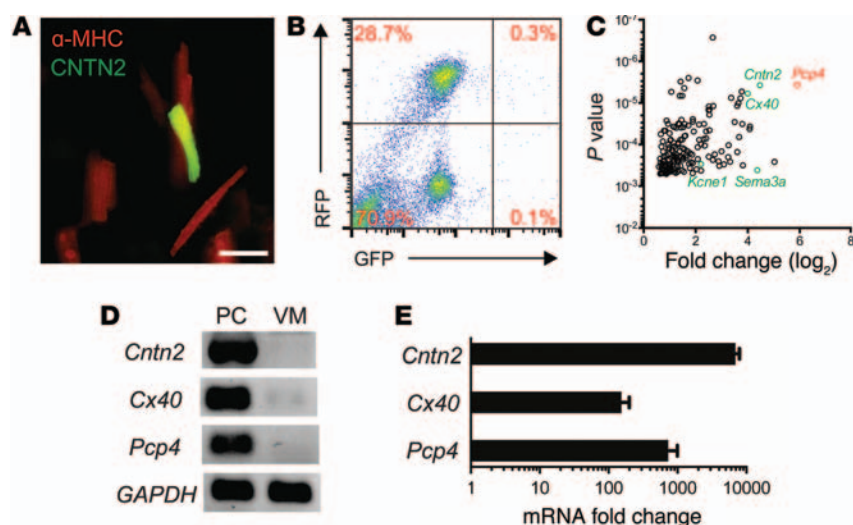 A
α-MHC
CNTN2
B
28.7%
0.3%
70.9%
0.1%
RFP
GFP
C
P value
10⁻⁷
10⁻⁶
10⁻⁵
10⁻⁴
10⁻³
10⁻²
Cntn2
Pcp4
Cx40
Kcne1 Sema3a
0 2 4 6 8
Fold change (log₂)
D
PC VM
Cntn2
Cx40
Pcp4
GAPDH
E
Cntn2
Cx40
Pcp4
1 10 100 1000 10000
mRNA fold change